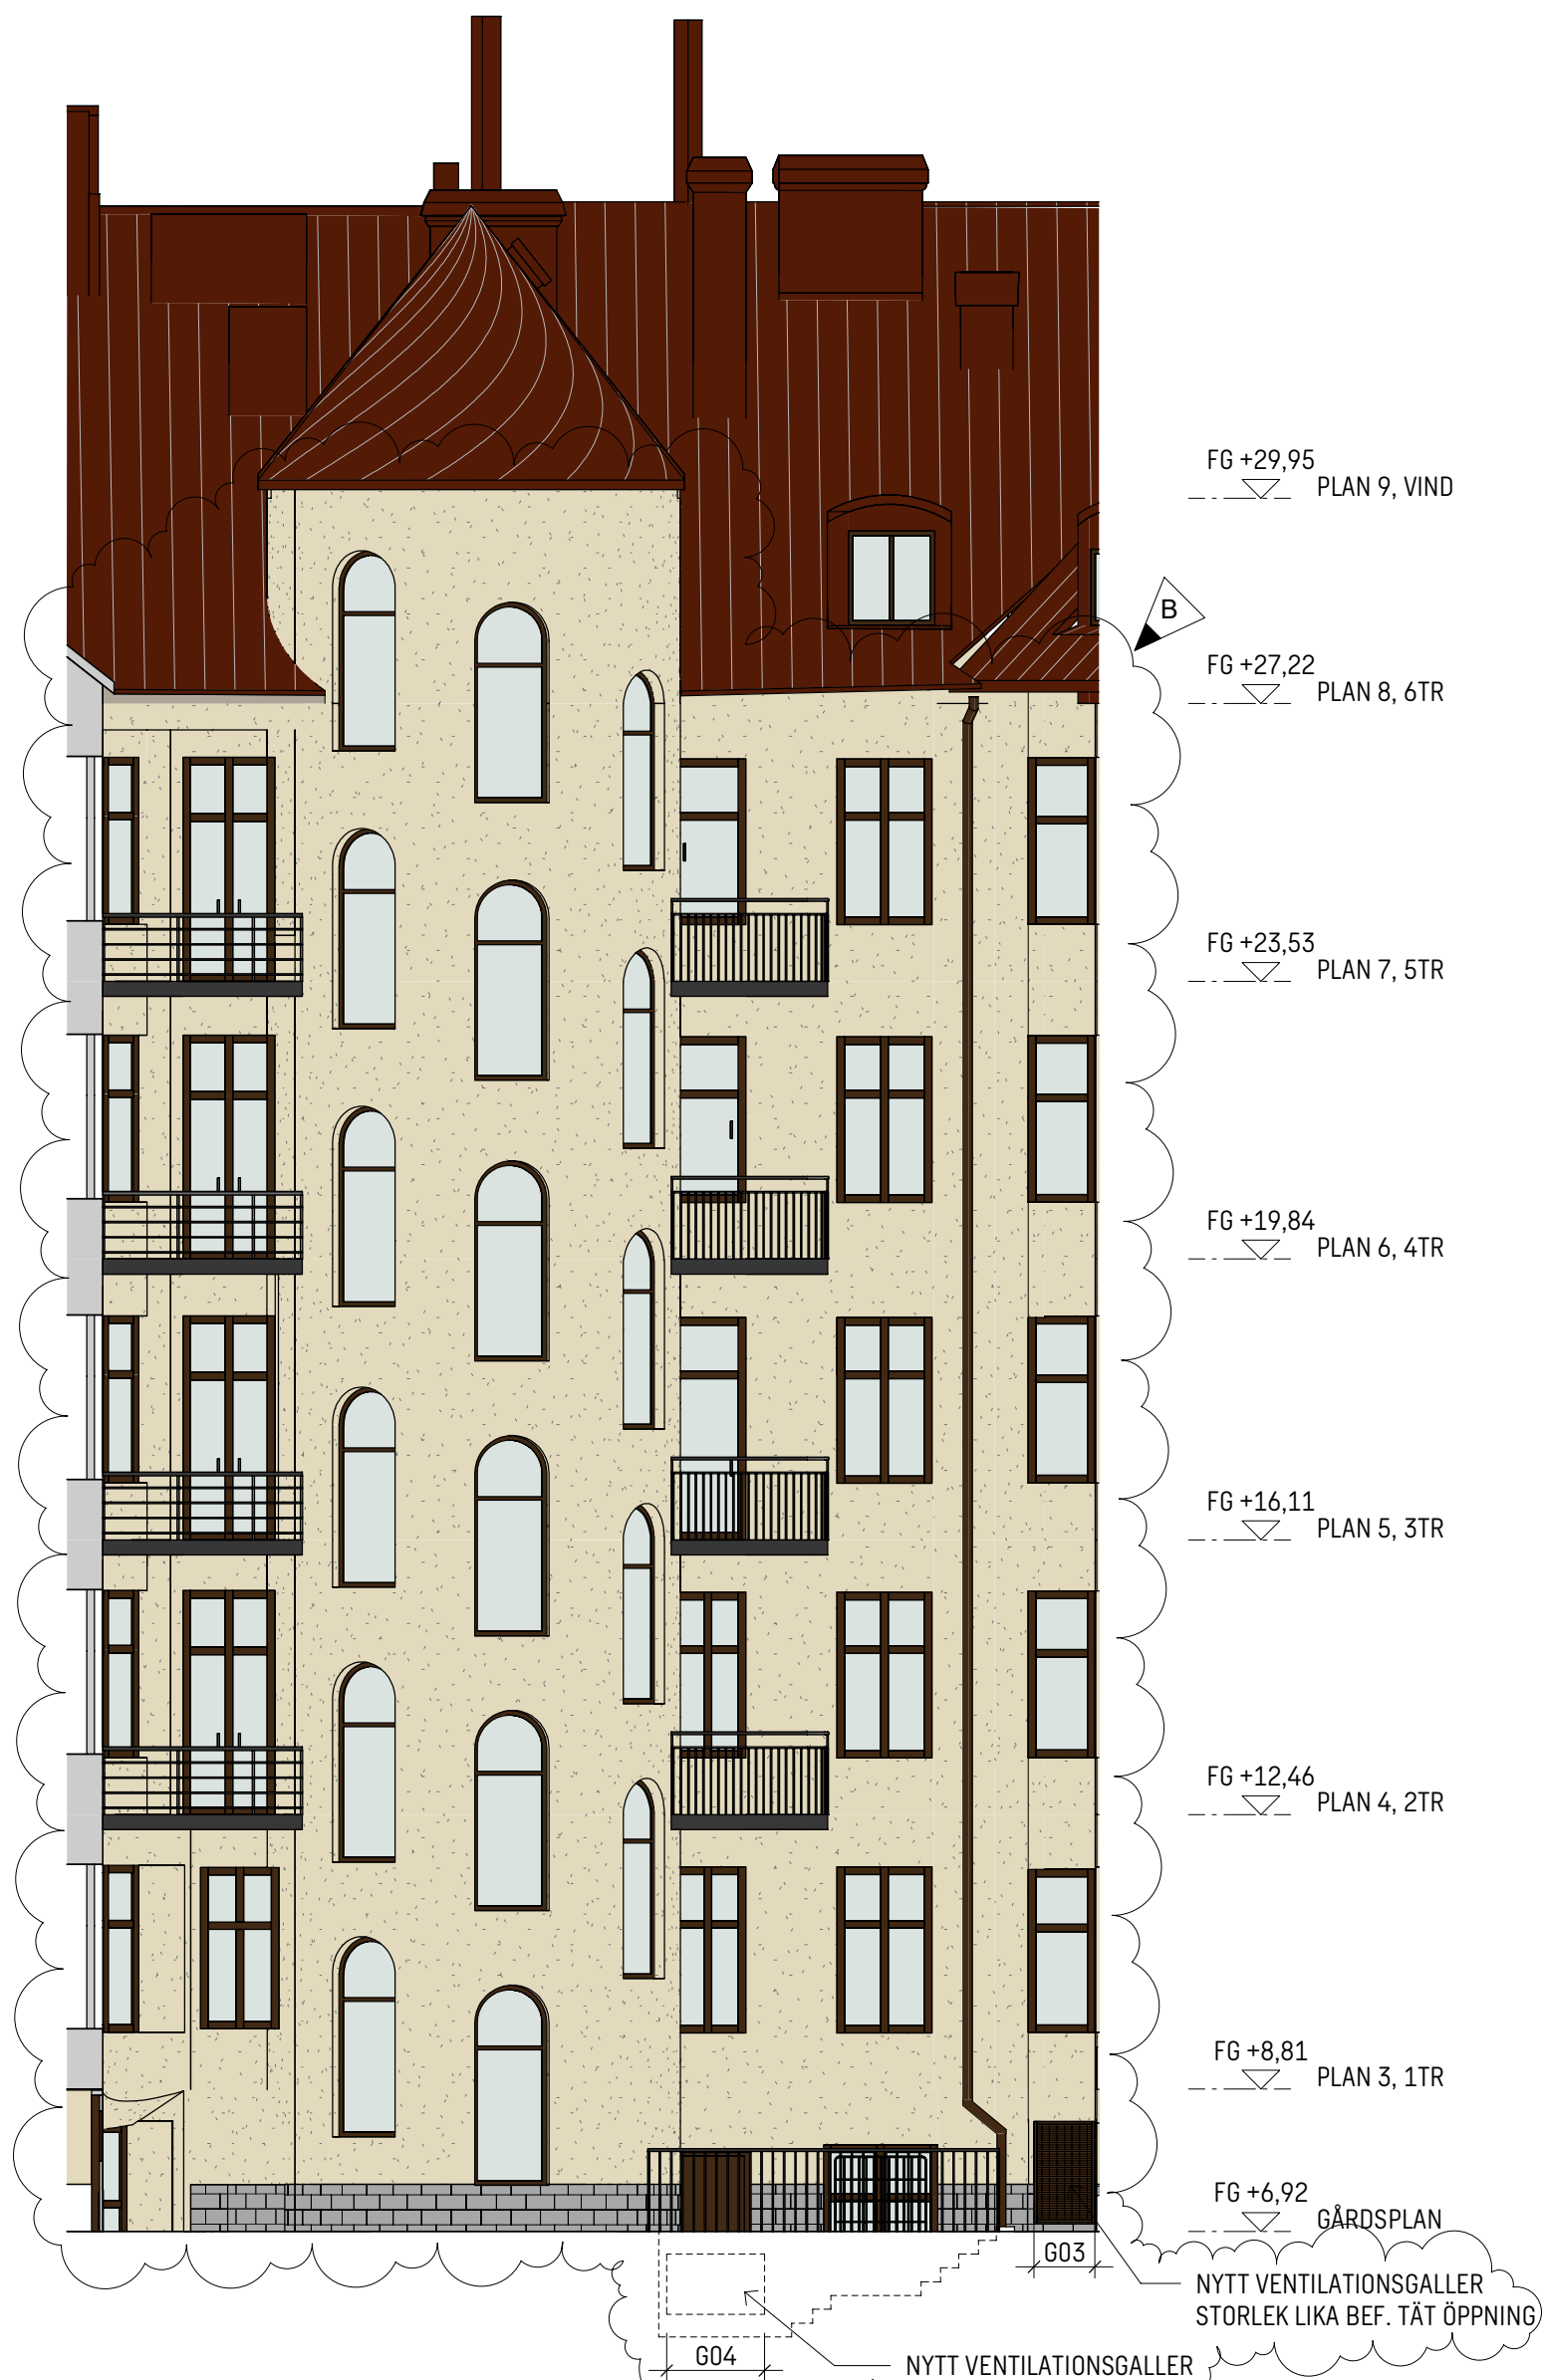 FG +29,95
PLAN 9, VIND
B
FG +27,22
PLAN 8, 6TR
FG +23,53
PLAN 7, 5TR
FG +19,84
PLAN 6, 4TR
FG +16,11
PLAN 5, 3TR
FG +12,46
PLAN 4, 2TR
FG +8,81
PLAN 3, 1TR
FG +6,92
GÅRDSPLAN
G03
NYTT VENTILATIONSGALLER
STORLEK LIKA BEF. TÄT ÖPPNING
G04
NYTT VENTILATIONSGALLER